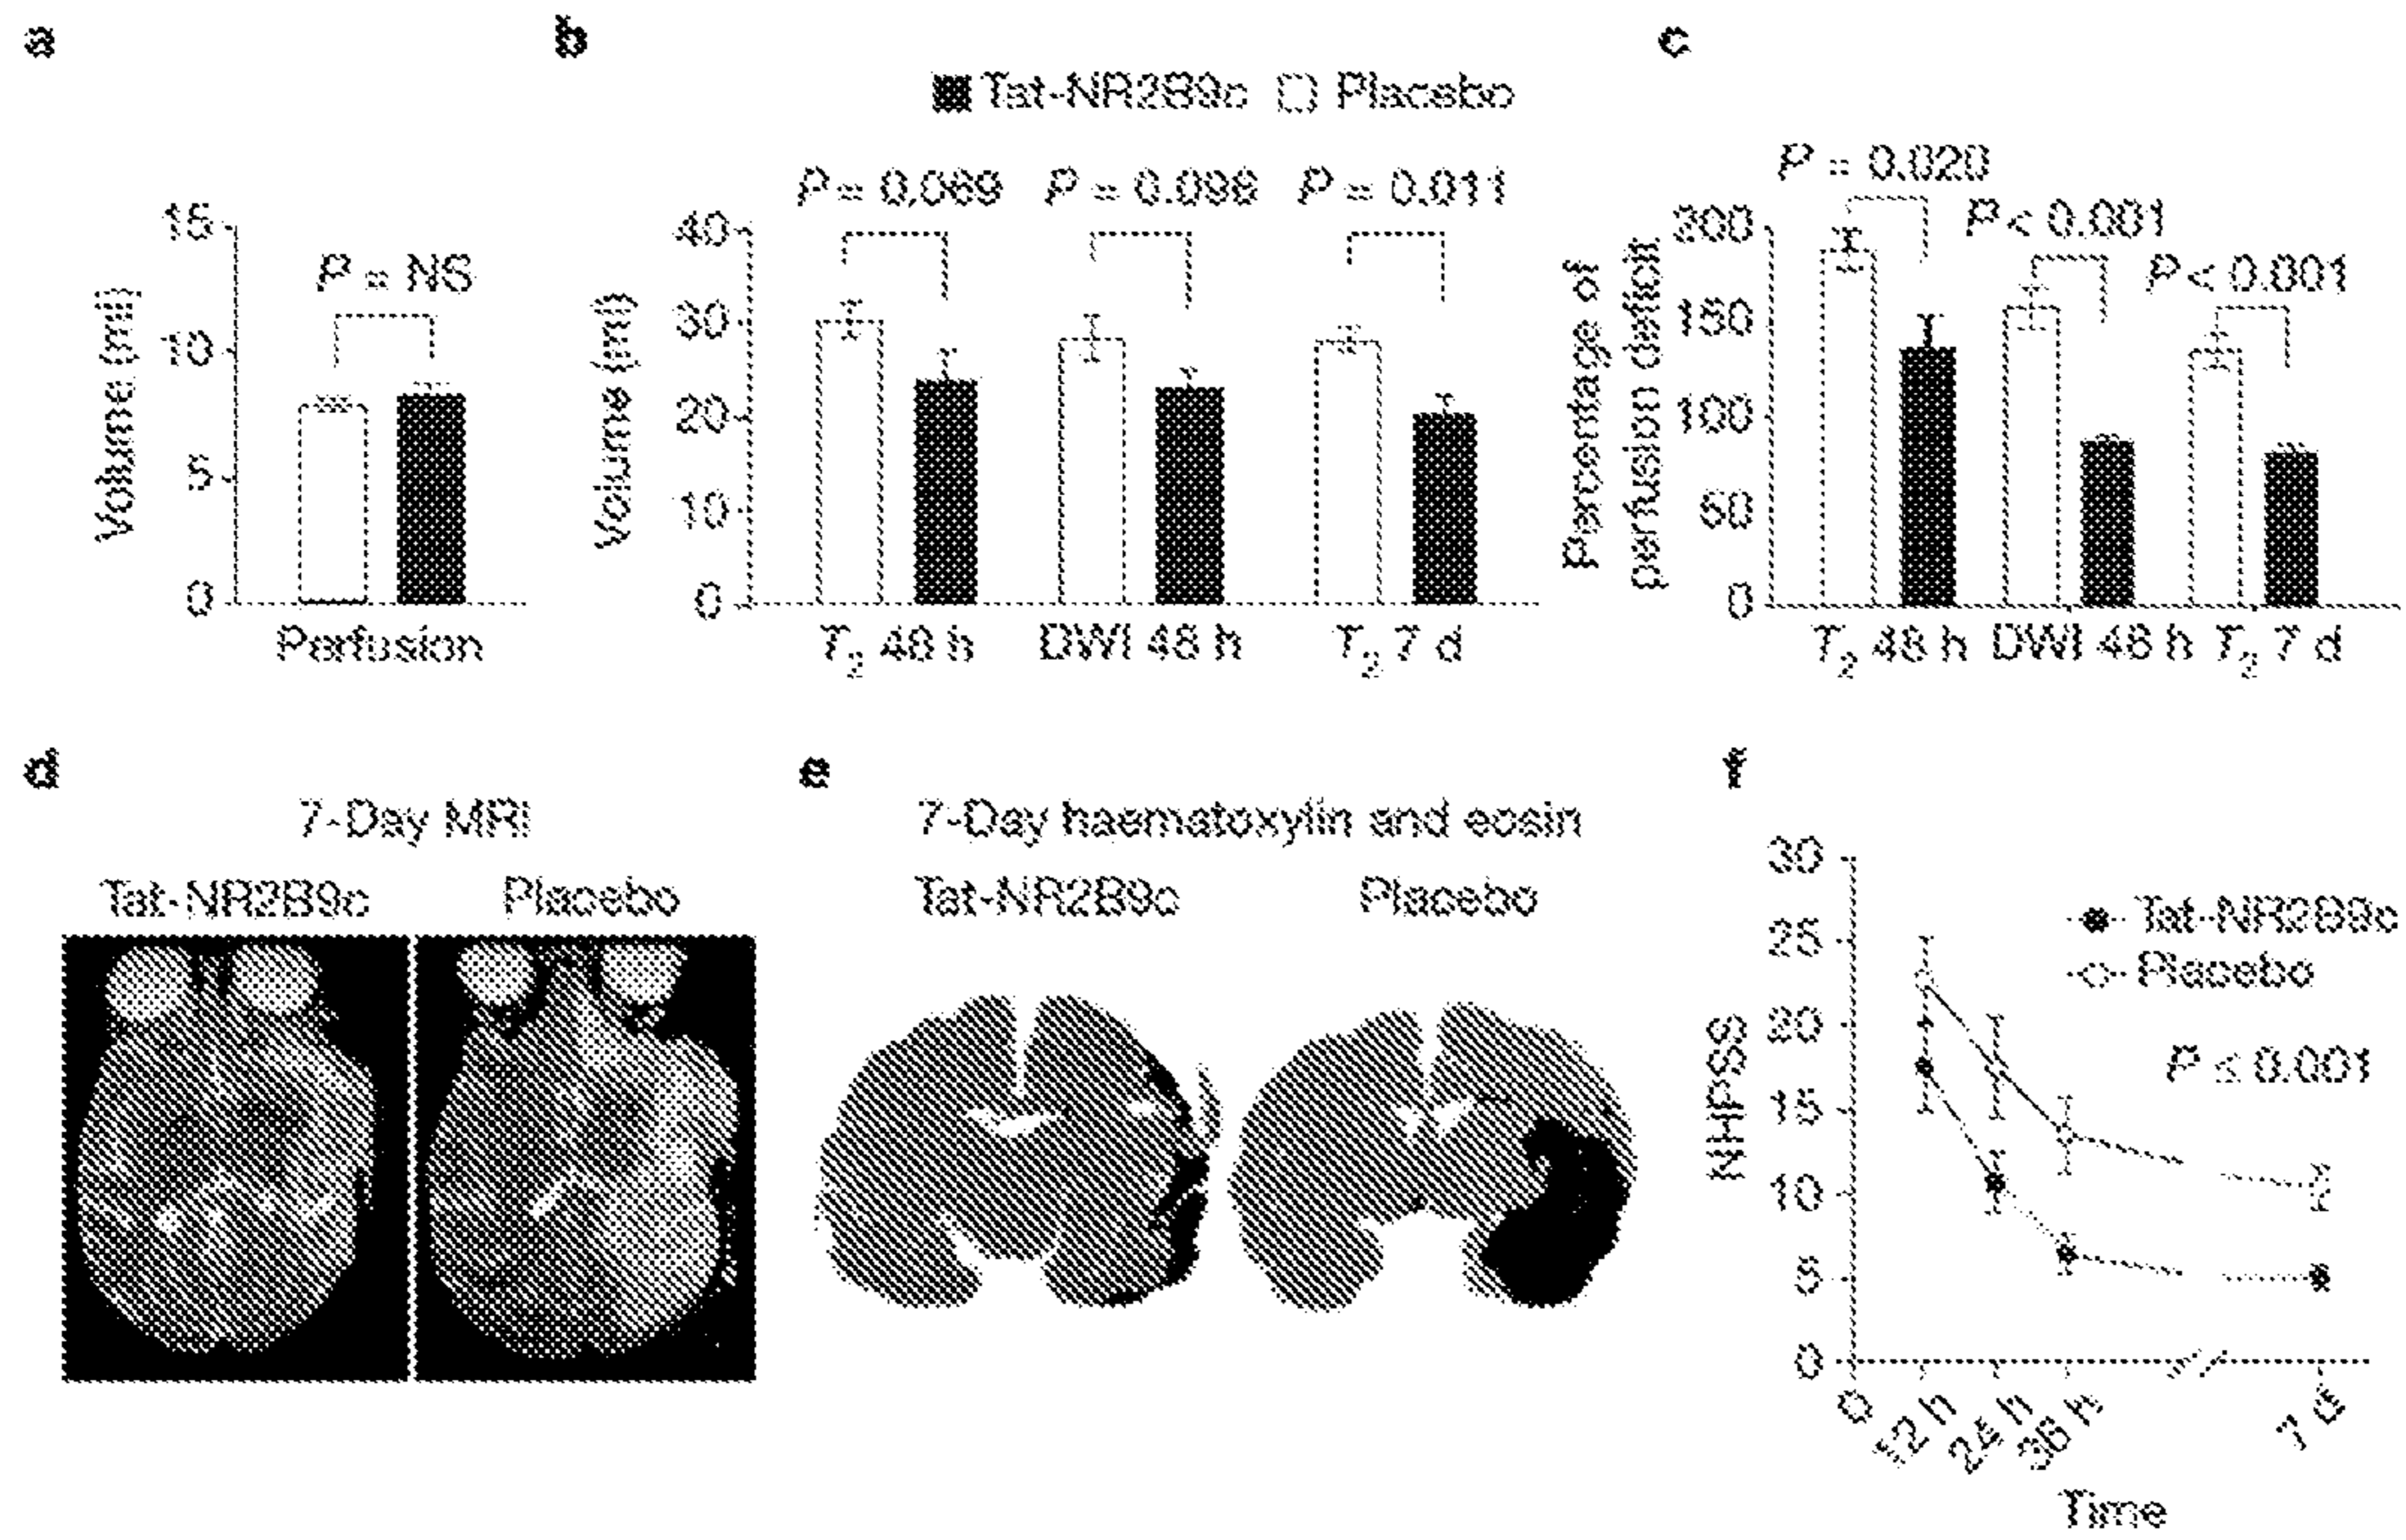 a
Volume (ml)
15
10
5
0
P = NS
Perfusion
b
Tat-NR2B9c Placebo
Volume (ml)
40
30
20
10
0
P = 0.069 P = 0.098 P = 0.011
T2 48 h DWI 48 h T2 7 d
c
Percentage of
perfusion deficit
200
150
100
50
0
P = 0.020
P < 0.001
P < 0.001
T2 48 h DWI 48 h T2 7 d
d
7-Day MRI
Tat-NR2B9c Placebo
e
7-Day haematoxylin and eosin
Tat-NR2B9c Placebo
f
NHPSS
30
25
20
15
10
5
0
Tat-NR2B9c
Placebo
P ≤ 0.001
0 12 h 24 h 36 h 7 d
Time